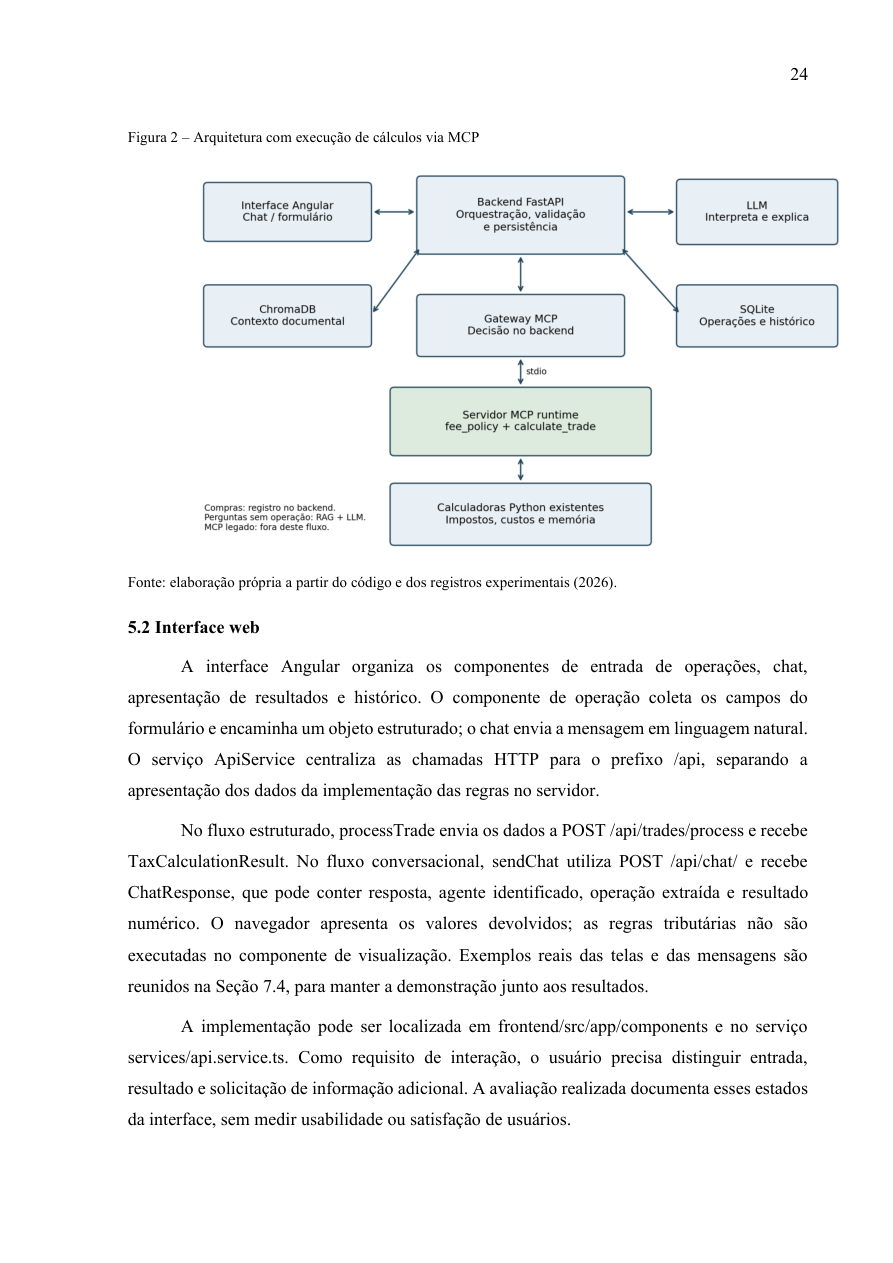 24
Figura 2 – Arquitetura com execução de cálculos via MCP
Interface Angular
Chat / formulário
Backend FastAPI
Orquestração, validação
e persistência
LLM
Interpreta e explica
ChromaDB
Contexto documental
Gateway MCP
Decisão no backend
SQLite
Operações e histórico
stdio
Servidor MCP runtime
fee_policy + calculate_trade
Calculadoras Python existentes
Impostos, custos e memória
Compras: registro no backend.
Perguntas sem operação: RAG + LLM.
MCP legado: fora deste fluxo.
Fonte: elaboração própria a partir do código e dos registros experimentais (2026).
5.2 Interface web
A interface Angular organiza os componentes de entrada de operações, chat,
apresentação de resultados e histórico. O componente de operação coleta os campos do
formulário e encaminha um objeto estruturado; o chat envia a mensagem em linguagem natural.
O serviço ApiService centraliza as chamadas HTTP para o prefixo /api, separando a
apresentação dos dados da implementação das regras no servidor.
No fluxo estruturado, processTrade envia os dados a POST /api/trades/process e recebe
TaxCalculationResult. No fluxo conversacional, sendChat utiliza POST /api/chat/ e recebe
ChatResponse, que pode conter resposta, agente identificado, operação extraída e resultado
numérico. O navegador apresenta os valores devolvidos; as regras tributárias não são
executadas no componente de visualização. Exemplos reais das telas e das mensagens são
reunidos na Seção 7.4, para manter a demonstração junto aos resultados.
A implementação pode ser localizada em frontend/src/app/components e no serviço
services/api.service.ts. Como requisito de interação, o usuário precisa distinguir entrada,
resultado e solicitação de informação adicional. A avaliação realizada documenta esses estados
da interface, sem medir usabilidade ou satisfação de usuários.